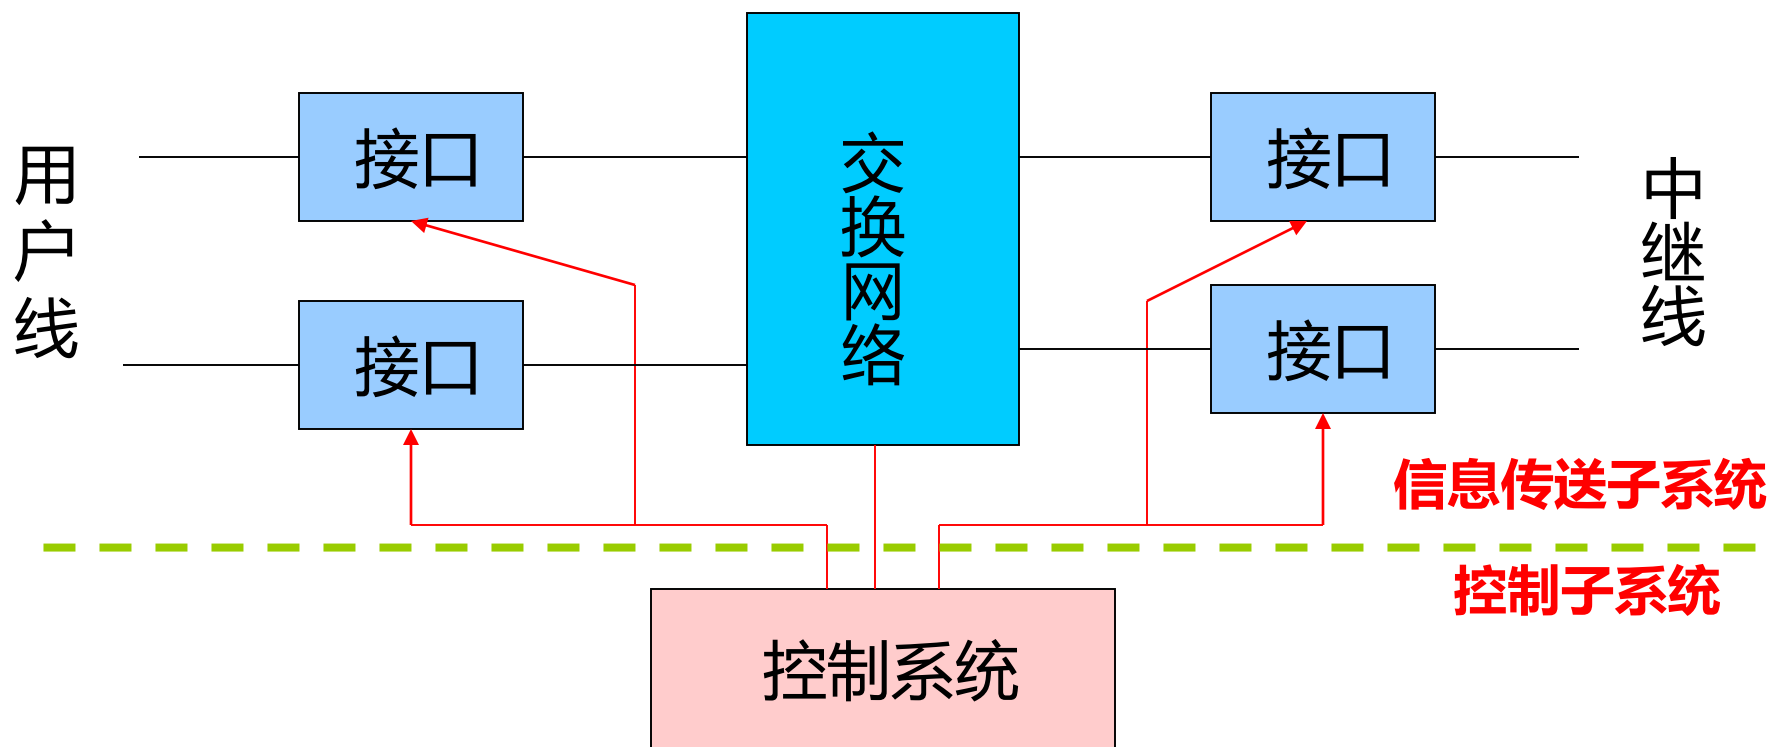 用户线
接口
接口
交换网络
接口
接口
中继线
信息传送子系统
控制子系统
控制系统